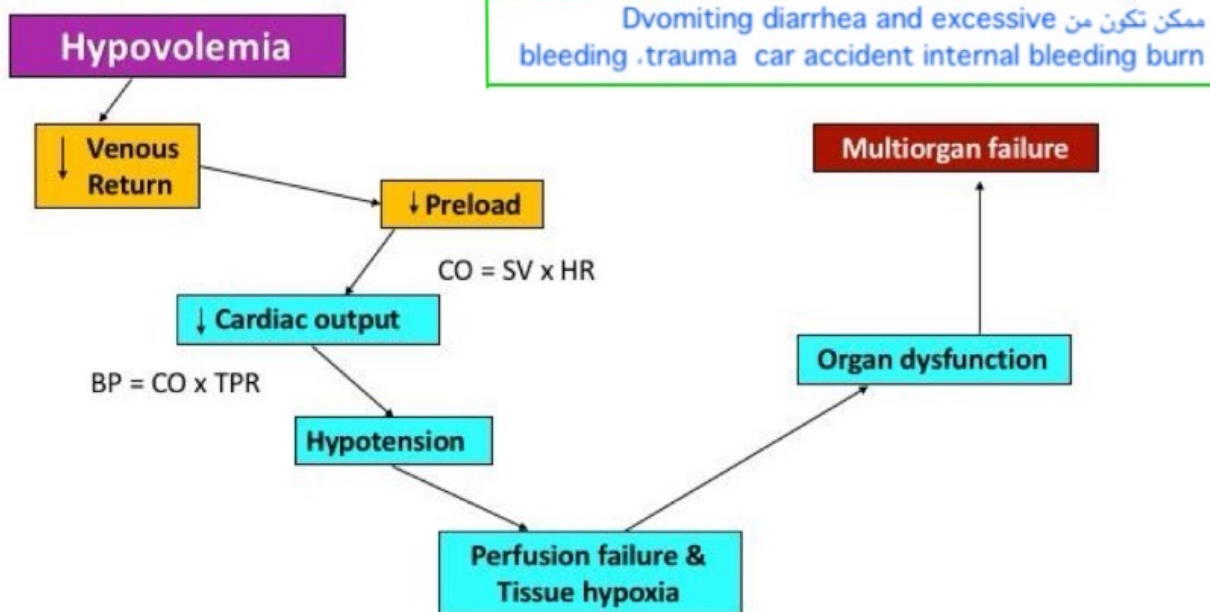 Hypovolemia
ممكن تكون من Dvomiting diarrhea and excessive
bleeding ،trauma car accident internal bleeding burn
↓ Venous
Return
↓ Preload
CO = SV x HR
↓ Cardiac output
BP = CO x TPR
Hypotension
Perfusion failure &
Tissue hypoxia
Organ dysfunction
Multiorgan failure